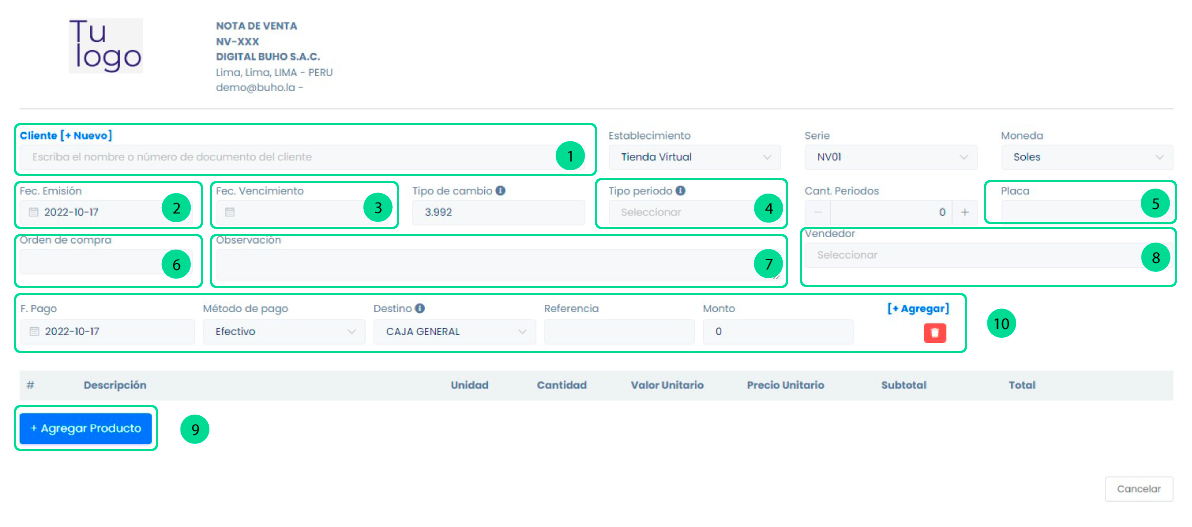 Tu
logo
NOTA DE VENTA
NV-XXX
DIGITAL BUHO S.A.C.
Lima, Lima, LIMA - PERU
demo@buho.la -
Cliente [+ Nuevo]
Escriba el nombre o número de documento del cliente
1
Establecimiento
Tienda Virtual
Serie
NV01
Moneda
Soles
Fec. Emisión
2022-10-17
2
Fec. Vencimiento
3
Tipo de cambio
3.992
Tipo periodo
Seleccionar
4
Cant. Periodos
0
Placa
5
Orden de compra
6
Observación
7
Vendedor
Seleccionar
8
F. Pago
2022-10-17
Método de pago
Efectivo
Destino
CAJA GENERAL
Referencia
Monto
0
[+ Agregar]
10
# Descripción Unidad Cantidad Valor Unitario Precio Unitario Subtotal Total
+ Agregar Producto
9
Cancelar